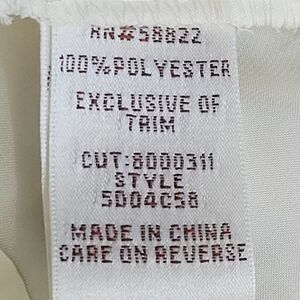 RN#58822
100%POLYESTER
EXCLUSIVE OF
TRIM
CUT:8000311
STYLE
5D04C58
MADE IN CHINA
CARE ON REVERSE